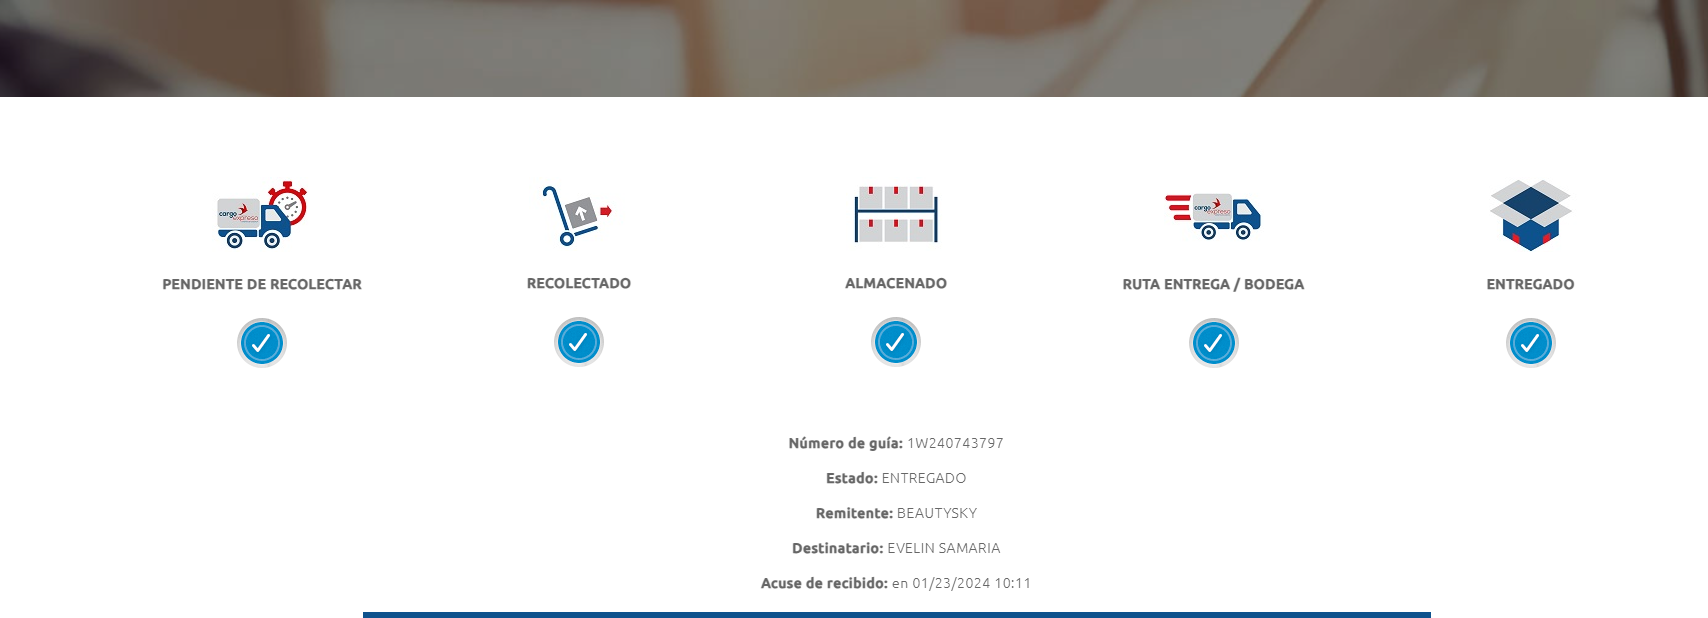 cargo
expreso
cargo
expreso
PENDIENTE DE RECOLECTAR
RECOLECTADO
ALMACENADO
RUTA ENTREGA / BODEGA
ENTREGADO
Número de guía: 1W240743797
Estado: ENTREGADO
Remitente: BEAUTYSKY
Destinatario: EVELIN SAMARIA
Acuse de recibido: en 01/23/2024 10:11